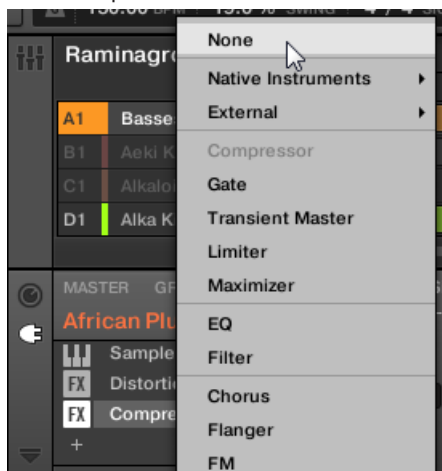 None
Raminagr
Native Instruments
External
A1 Basse
B1 Aeki K
Compressor
C1 Alkaloi
Gate
D1 Alka K
Transient Master
Limiter
MASTER GR
Maximizer
African Plu
EQ
Sample
Filter
FX Distorti
FX Compre
Chorus
+
Flanger
FM